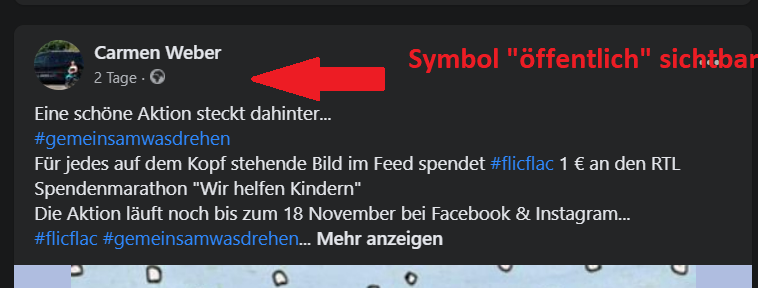 Carmen Weber
Symbol "öffentlich" sichtbar
2 Tage ·
Eine schöne Aktion steckt dahinter...
#gemeinsamwasdrehen
Für jedes auf dem Kopf stehende Bild im Feed spendet #flicflac 1 € an den RTL
Spendenmarathon "Wir helfen Kindern"
Die Aktion läuft noch bis zum 18 November bei Facebook & Instagram...
#flicflac #gemeinsamwasdrehen... Mehr anzeigen